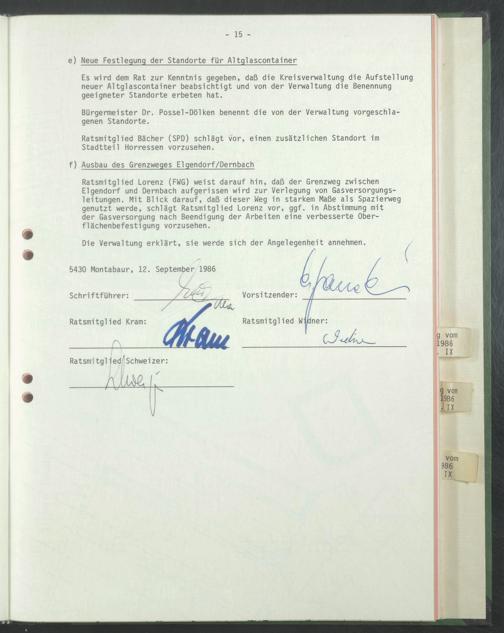 - 15 -
e) Neue Festlegung der Standorte für Altglascontainer
Es wird dem Rat zur Kenntnis gegeben, daß die Kreisverwaltung die Aufstellung
neuer Altglascontainer beabsichtigt und von der Verwaltung die Benennung
geeigneter Standorte erbeten hat.
Bürgermeister Dr. Possel-Dölken benennt die von der Verwaltung vorgeschla-
genen Standorte.
Ratsmitglied Bächer (SPD) schlägt vor, einen zusätzlichen Standort im
Stadtteil Horressen vorzusehen.
f) Ausbau des Grenzweges Elgendorf/Dernbach
Ratsmitglied Lorenz (FWG) weist darauf hin, daß der Grenzweg zwischen
Elgendorf und Dernbach aufgerissen wird zur Verlegung von Gasversorgungs-
leitungen. Mit Blick darauf, daß dieser Weg in starkem Maße als Spazierweg
genutzt werde, schlägt Ratsmitglied Lorenz vor, ggf. in Abstimmung mit
der Gasversorgung nach Beendigung der Arbeiten eine verbesserte Ober-
flächenbefestigung vorzusehen.
Die Verwaltung erklärt, sie werde sich der Angelegenheit annehmen.
5430 Montabaur, 12. September 1986
Schriftführer: Vorsitzender:
Ratsmitglied Kram: Ratsmitglied Widner:
Kram Widner
Ratsmitglied Schweizer:
g vom
1986
. IX
g vom
1986
. IX
vom
986
IX